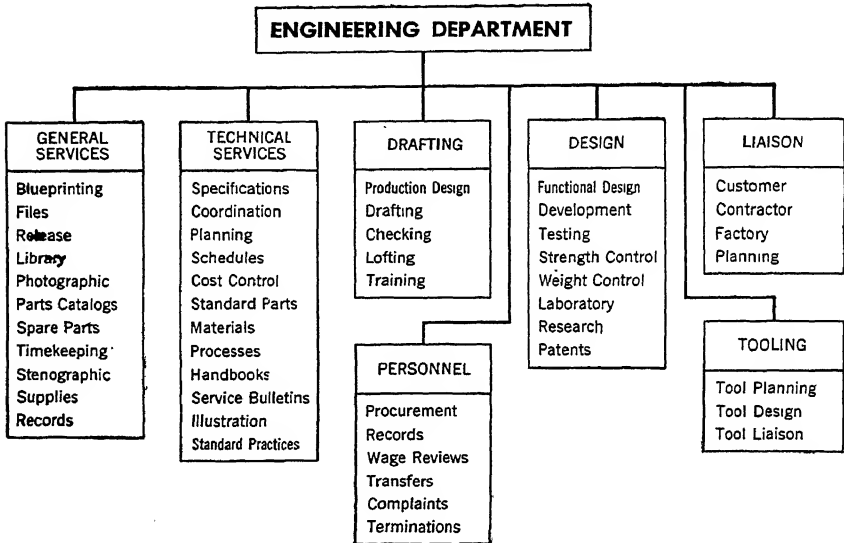 ENGINEERING DEPARTMENT
GENERAL
SERVICES
Blueprinting
Files
Release
Library
Photographic
Parts Catalogs
Spare Parts
Timekeeping
Stenographic
Supplies
Records
TECHNICAL
SERVICES
Specifications
Coordination
Planning
Schedules
Cost Control
Standard Parts
Materials
Processes
Handbooks
Service Bulletins
Illustration
Standard Practices
DRAFTING
Production Design
Drafting
Checking
Lofting
Training
PERSONNEL
Procurement
Records
Wage Reviews
Transfers
Complaints
Terminations
DESIGN
Functional Design
Development
Testing
Strength Control
Weight Control
Laboratory
Research
Patents
LIAISON
Customer
Contractor
Factory
Planning
TOOLING
Tool Planning
Tool Design
Tool Liaison